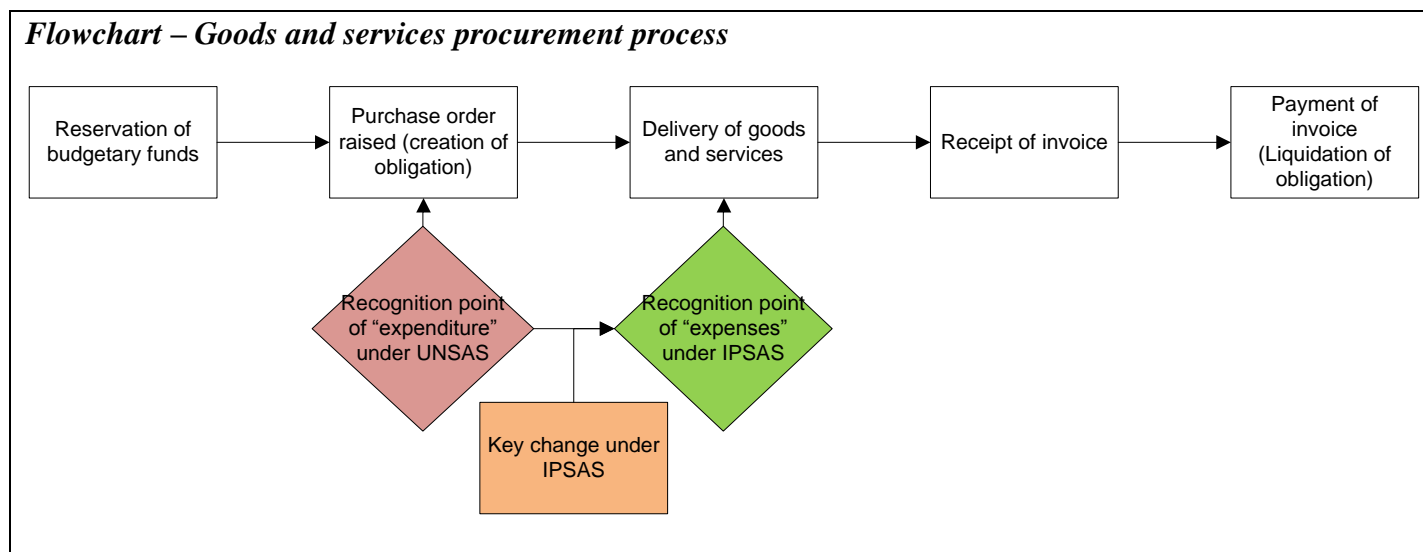 Flowchart – Goods and services procurement process
Reservation of
budgetary funds
Purchase order
raised (creation of
obligation)
Delivery of goods
and services
Receipt of invoice
Payment of
invoice
(Liquidation of
obligation)
Recognition point
of “expenditure”
under UNSAS
Recognition point
of “expenses”
under IPSAS
Key change under
IPSAS